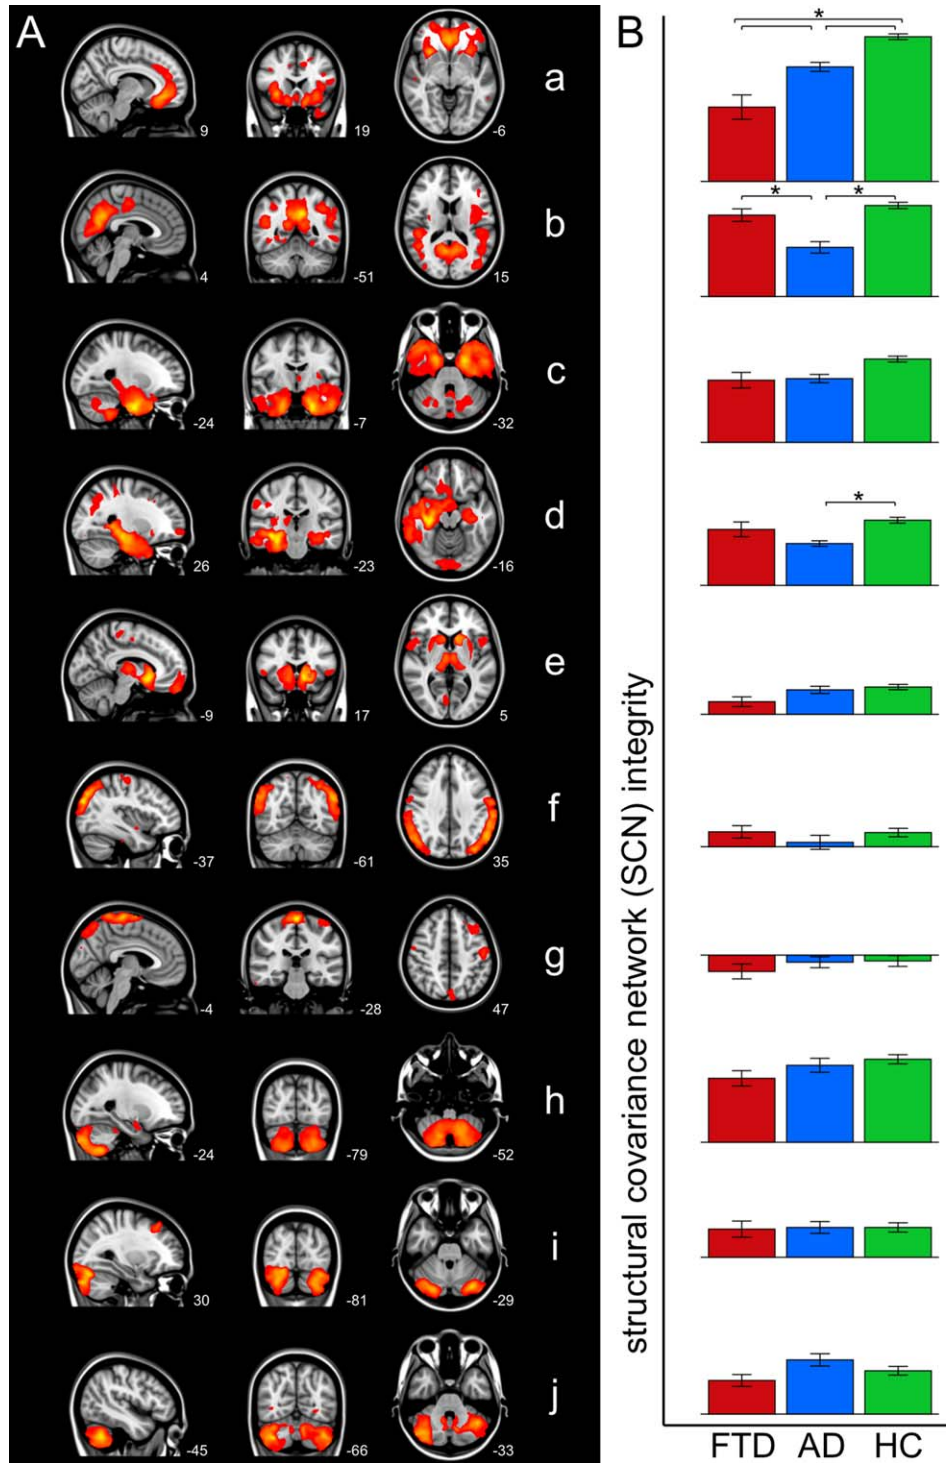 A
B
*
9 19 -6 a
* *
4 -51 15 b
-24 -7 -32 c
*
26 -23 -16 d
-9 17 5 e
-37 -61 35 f
-4 -28 47 g
-24 -79 -52 h
30 -81 -29 i
-45 -66 -33 j
structural covariance network (SCN) integrity
FTD AD HC